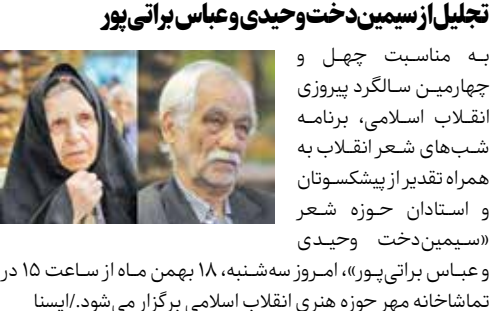 تجلیل از سیمین‌دخت وحیدی و عباس براتی‌پور
به مناسبت چهل و
چهارمین سالگرد پیروزی
انقلاب اسلامی، برنامه
شب‌های شعر انقلاب به
همراه تقدیر از پیشکسوتان
و استادان حوزه شعر
«سیمین‌دخت وحیدی
و عباس براتی‌پور»، امروز سه‌شنبه، ۱۸ بهمن ماه از ساعت ۱۵ در
تماشاخانه مهر حوزه هنری انقلاب اسلامی برگزار می‌شود./ایسنا